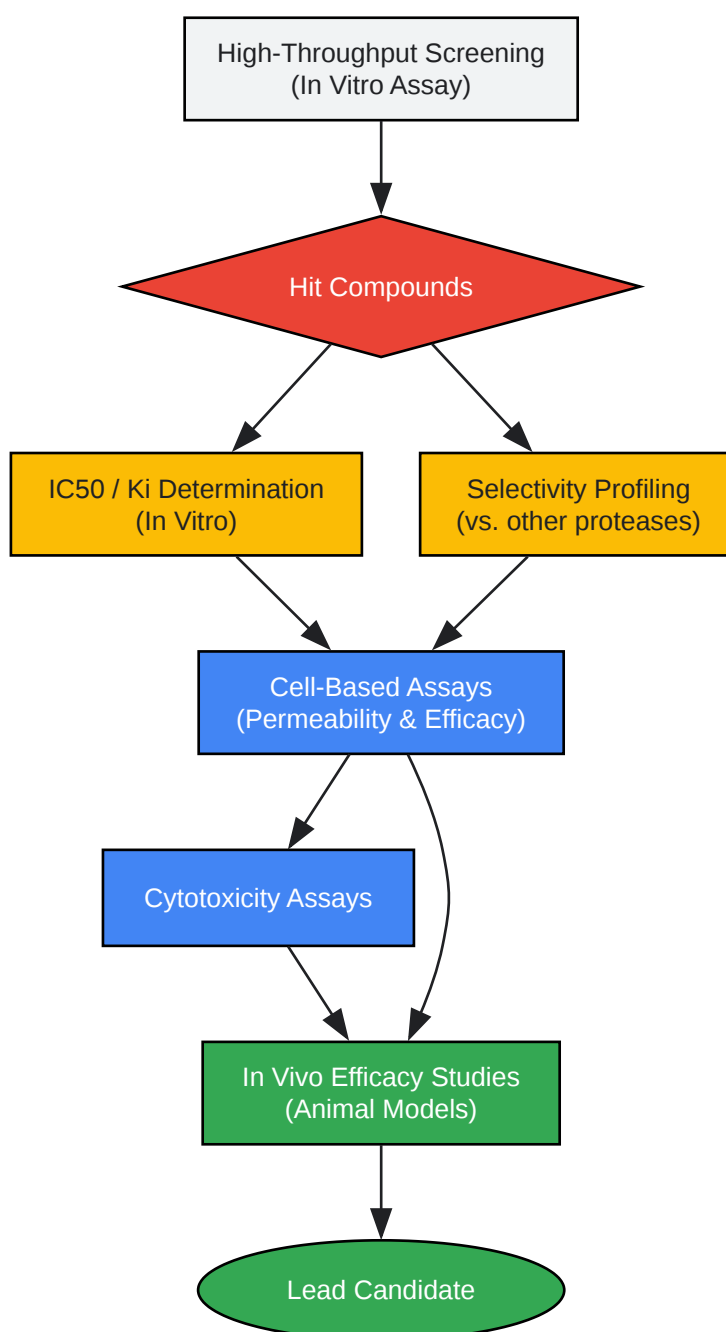 High-Throughput Screening
(In Vitro Assay)
Hit Compounds
IC50 / Ki Determination
(In Vitro)
Selectivity Profiling
(vs. other proteases)
Cell-Based Assays
(Permeability & Efficacy)
Cytotoxicity Assays
In Vivo Efficacy Studies
(Animal Models)
Lead Candidate